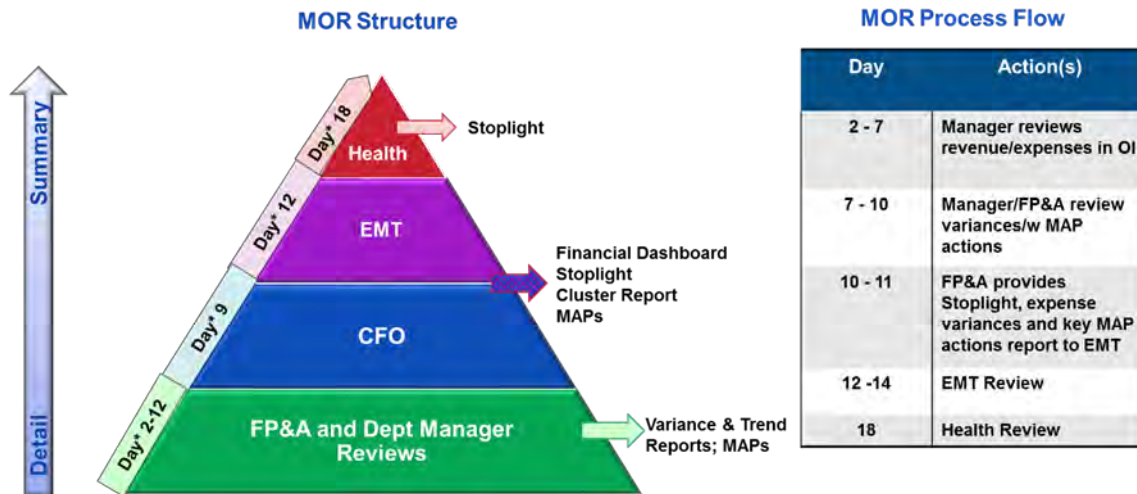 MOR Structure
MOR Process Flow
Summary
Detail
Day* 18
Day* 12
Day* 9
Day* 2-12
Health
EMT
CFO
FP&A and Dept Manager
Reviews
Stoplight
Financial Dashboard
Stoplight
Cluster Report
MAPs
Variance & Trend
Reports; MAPs
Day
Action(s)
2 - 7
Manager reviews
revenue/expenses in OI
7 - 10
Manager/FP&A review
variances/w MAP
actions
10 - 11
FP&A provides
Stoplight, expense
variances and key MAP
actions report to EMT
12 -14
EMT Review
18
Health Review